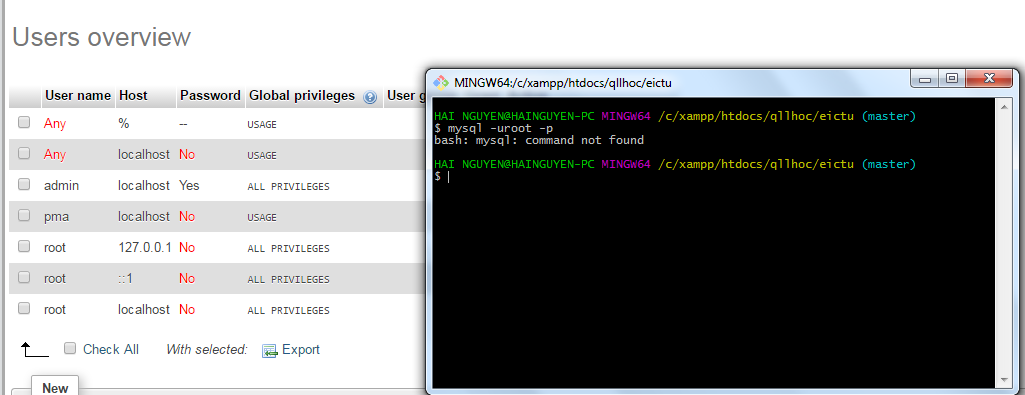 Users overview
User name Host Password Global privileges User g
Any % -- USAGE
Any localhost No USAGE
admin localhost Yes ALL PRIVILEGES
pma localhost No USAGE
root 127.0.0.1 No ALL PRIVILEGES
root ::1 No ALL PRIVILEGES
root localhost No ALL PRIVILEGES
Check All With selected: Export
New
MINGW64:/c/xampp/htdocs/qllhoc/eictu
HAI NGUYEN@HAINGUYEN-PC MINGW64 /c/xampp/htdocs/qllhoc/eictu (master)
$ mysql -uroot -p
bash: mysql: command not found
HAI NGUYEN@HAINGUYEN-PC MINGW64 /c/xampp/htdocs/qllhoc/eictu (master)
$